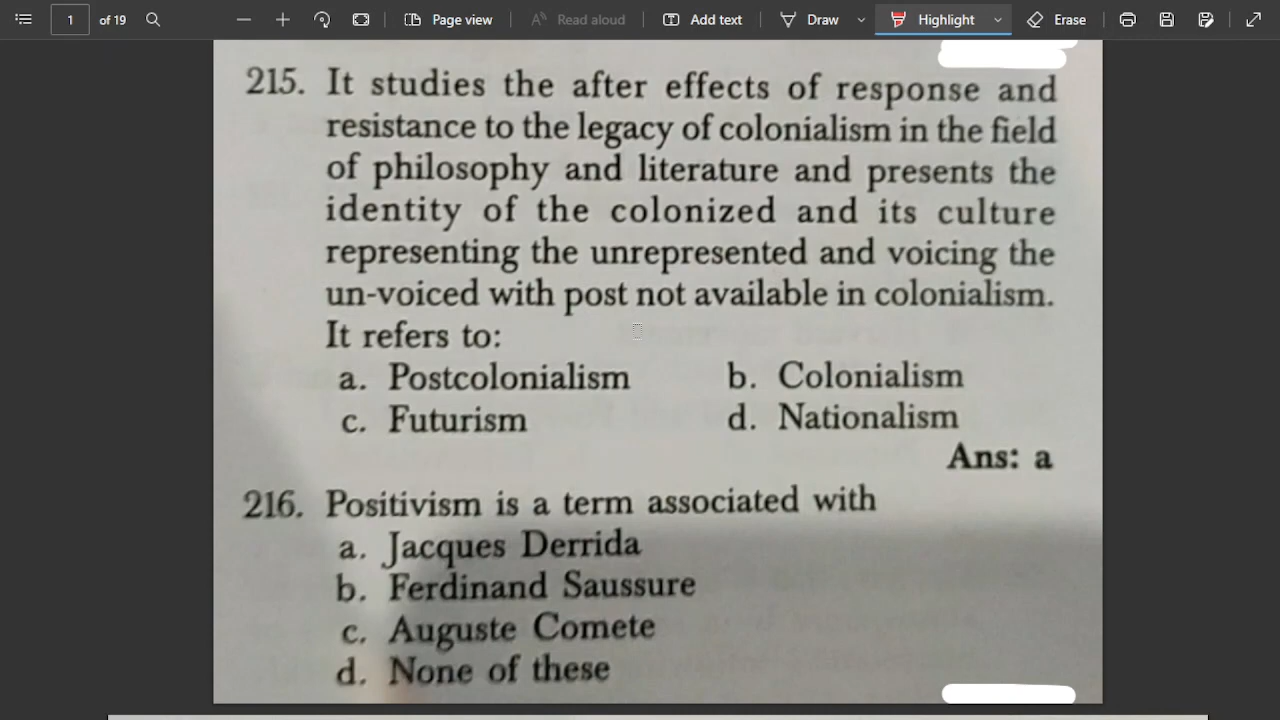 1 of 19 Page view Read aloud Add text Draw Highlight Erase
215. It studies the after effects of response and
resistance to the legacy of colonialism in the field
of philosophy and literature and presents the
identity of the colonized and its culture
representing the unrepresented and voicing the
un-voiced with post not available in colonialism.
It refers to:
a. Postcolonialism b. Colonialism
c. Futurism d. Nationalism
Ans: a
216. Positivism is a term associated with
a. Jacques Derrida
b. Ferdinand Saussure
c. Auguste Comete
d. None of these